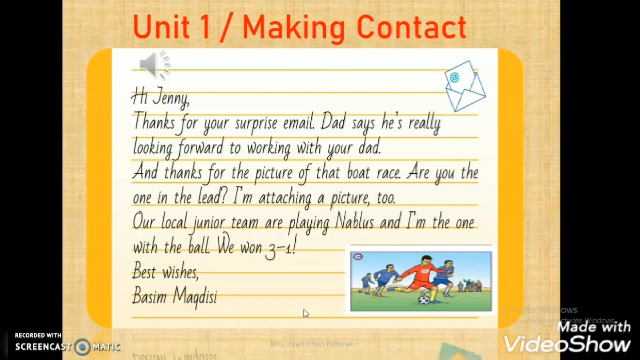 Unit 1 / Making Contact
Hi Jenny,
Thanks for your surprise email. Dad says he's really
looking forward to working with your dad.
And thanks for the picture of that boat race. Are you the
one in the lead? I'm attaching a picture, too.
Our local junior team are playing Nablus and I'm the one
with the ball. We won 3-1!
Best wishes,
Basim Maqdisi
@
C
Activate Windows
RECORDED WITH
SCREENCAST MATIC
Made with
VideoShow